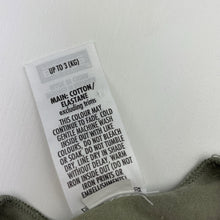 UP TO 3 (KG)
MAIN: COTTON/
ELASTANE
excluding trims
THIS COLOUR MAY
CONTINUE TO FADE. COLD
GENTLE MACHINE WASH
INSIDE OUT WITH LIKE
COLOURS. DO NOT BLEACH
OR SOAK. DO NOT TUMBLE
DRY. LINE DRY IN SHADE
WITHOUT DELAY. WARM
IRON INSIDE OUT. DO NOT
IRON PRINTS OR
EMBELLISHMENTS